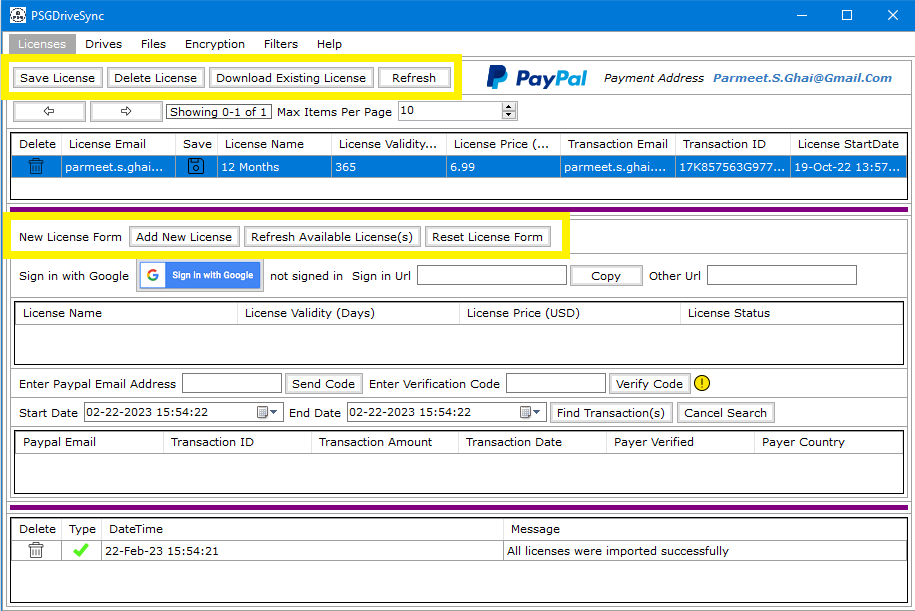 PSGDriveSync
Licenses Drives Files Encryption Filters Help
Save License Delete License Download Existing License Refresh PayPal Payment Address Parmeet.S.Ghai@Gmail.Com
Showing 0-1 of 1 Max Items Per Page 10
Delete License Email Save License Name License Validity... License Price (... Transaction Email Transaction ID License StartDate
parmeet.s.ghai... 12 Months 365 6.99 parmeet.s.ghai.... 17K857563G977... 19-Oct-22 13:57...
New License Form Add New License Refresh Available License(s) Reset License Form
Sign in with Google G Sign in with Google not signed in Sign in Url Copy Other Url
License Name License Validity (Days) License Price (USD) License Status
Enter Paypal Email Address Send Code Enter Verification Code Verify Code !
Start Date 02-22-2023 15:54:22 End Date 02-22-2023 15:54:22 Find Transaction(s) Cancel Search
Paypal Email Transaction ID Transaction Amount Transaction Date Payer Verified Payer Country
Delete Type DateTime Message
22-Feb-23 15:54:21 All licenses were imported successfully